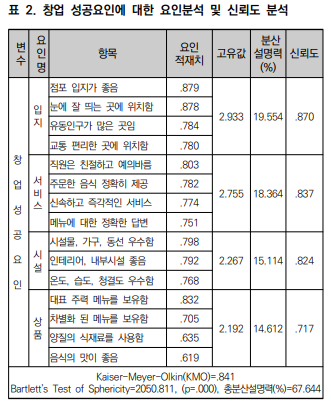 표 2. 창업 성공요인에 대한 요인분석 및 신뢰도 분석
변수 요인명 항목 요인적재치 고유값 분산설명력(%) 신뢰도
창업성공요인
입지 점포 입지가 좋음 .879 2.933 19.554 .870
눈에 잘 띄는 곳에 위치함 .878
유동인구가 많은 곳임 .784
교통 편리한 곳에 위치함 .780
서비스 직원은 친절하고 예의바름 .803 2.755 18.364 .837
주문한 음식 정확히 제공 .782
신속하고 즉각적인 서비스 .774
메뉴에 대한 정확한 답변 .751
시설 시설물, 가구, 동선 우수함 .798 2.267 15.114 .824
인테리어, 내부시설 좋음 .792
온도, 습도, 청결도 우수함 .768
상품 대표 주력 메뉴를 보유함 .832 2.192 14.612 .717
차별화 된 메뉴를 보유함 .705
양질의 식재료를 사용함 .635
음식의 맛이 좋음 .619
Kaiser-Meyer-Olkin(KMO)=.841
Bartlett's Test of Sphericity=2050.811, (p=.000), 총분산설명력(%)=67.644